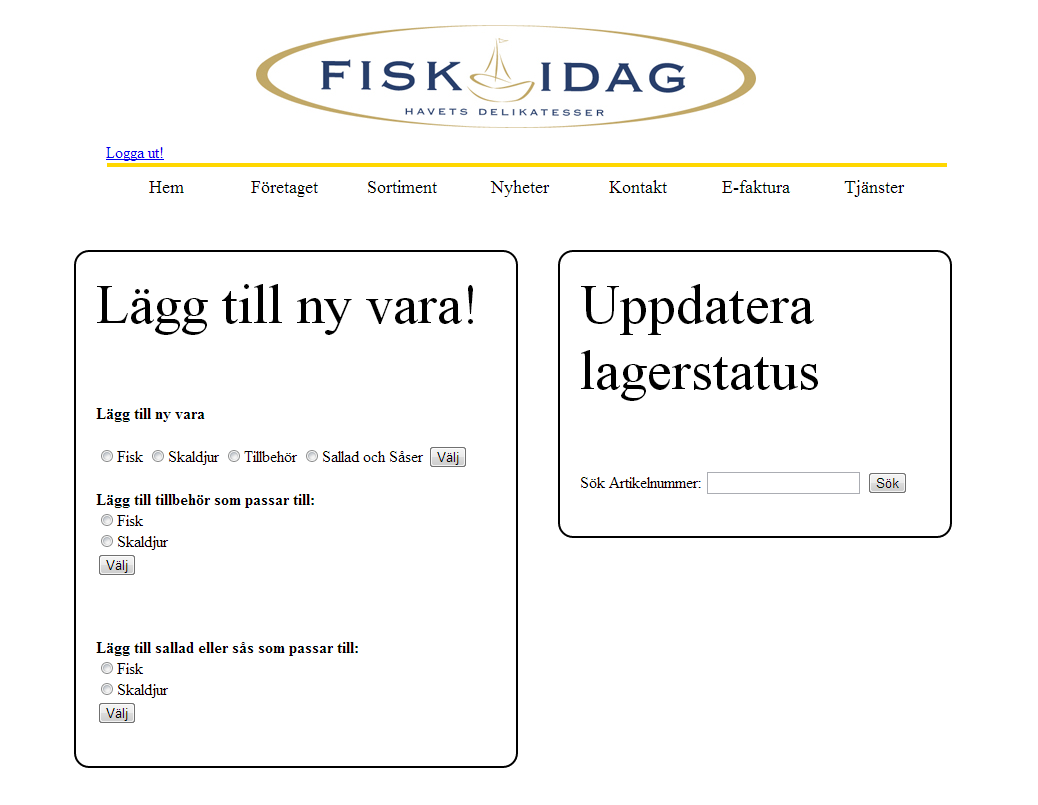 FISK IDAG
HAVETS DELIKATESSER
Logga ut!
Hem Företaget Sortiment Nyheter Kontakt E-faktura Tjänster
Lägg till ny vara!
Lägg till ny vara
Fisk Skaldjur Tillbehör Sallad och Såser Välj
Lägg till tillbehör som passar till:
Fisk
Skaldjur
Välj
Lägg till sallad eller sås som passar till:
Fisk
Skaldjur
Välj
Uppdatera
lagerstatus
Sök Artikelnummer: Sök